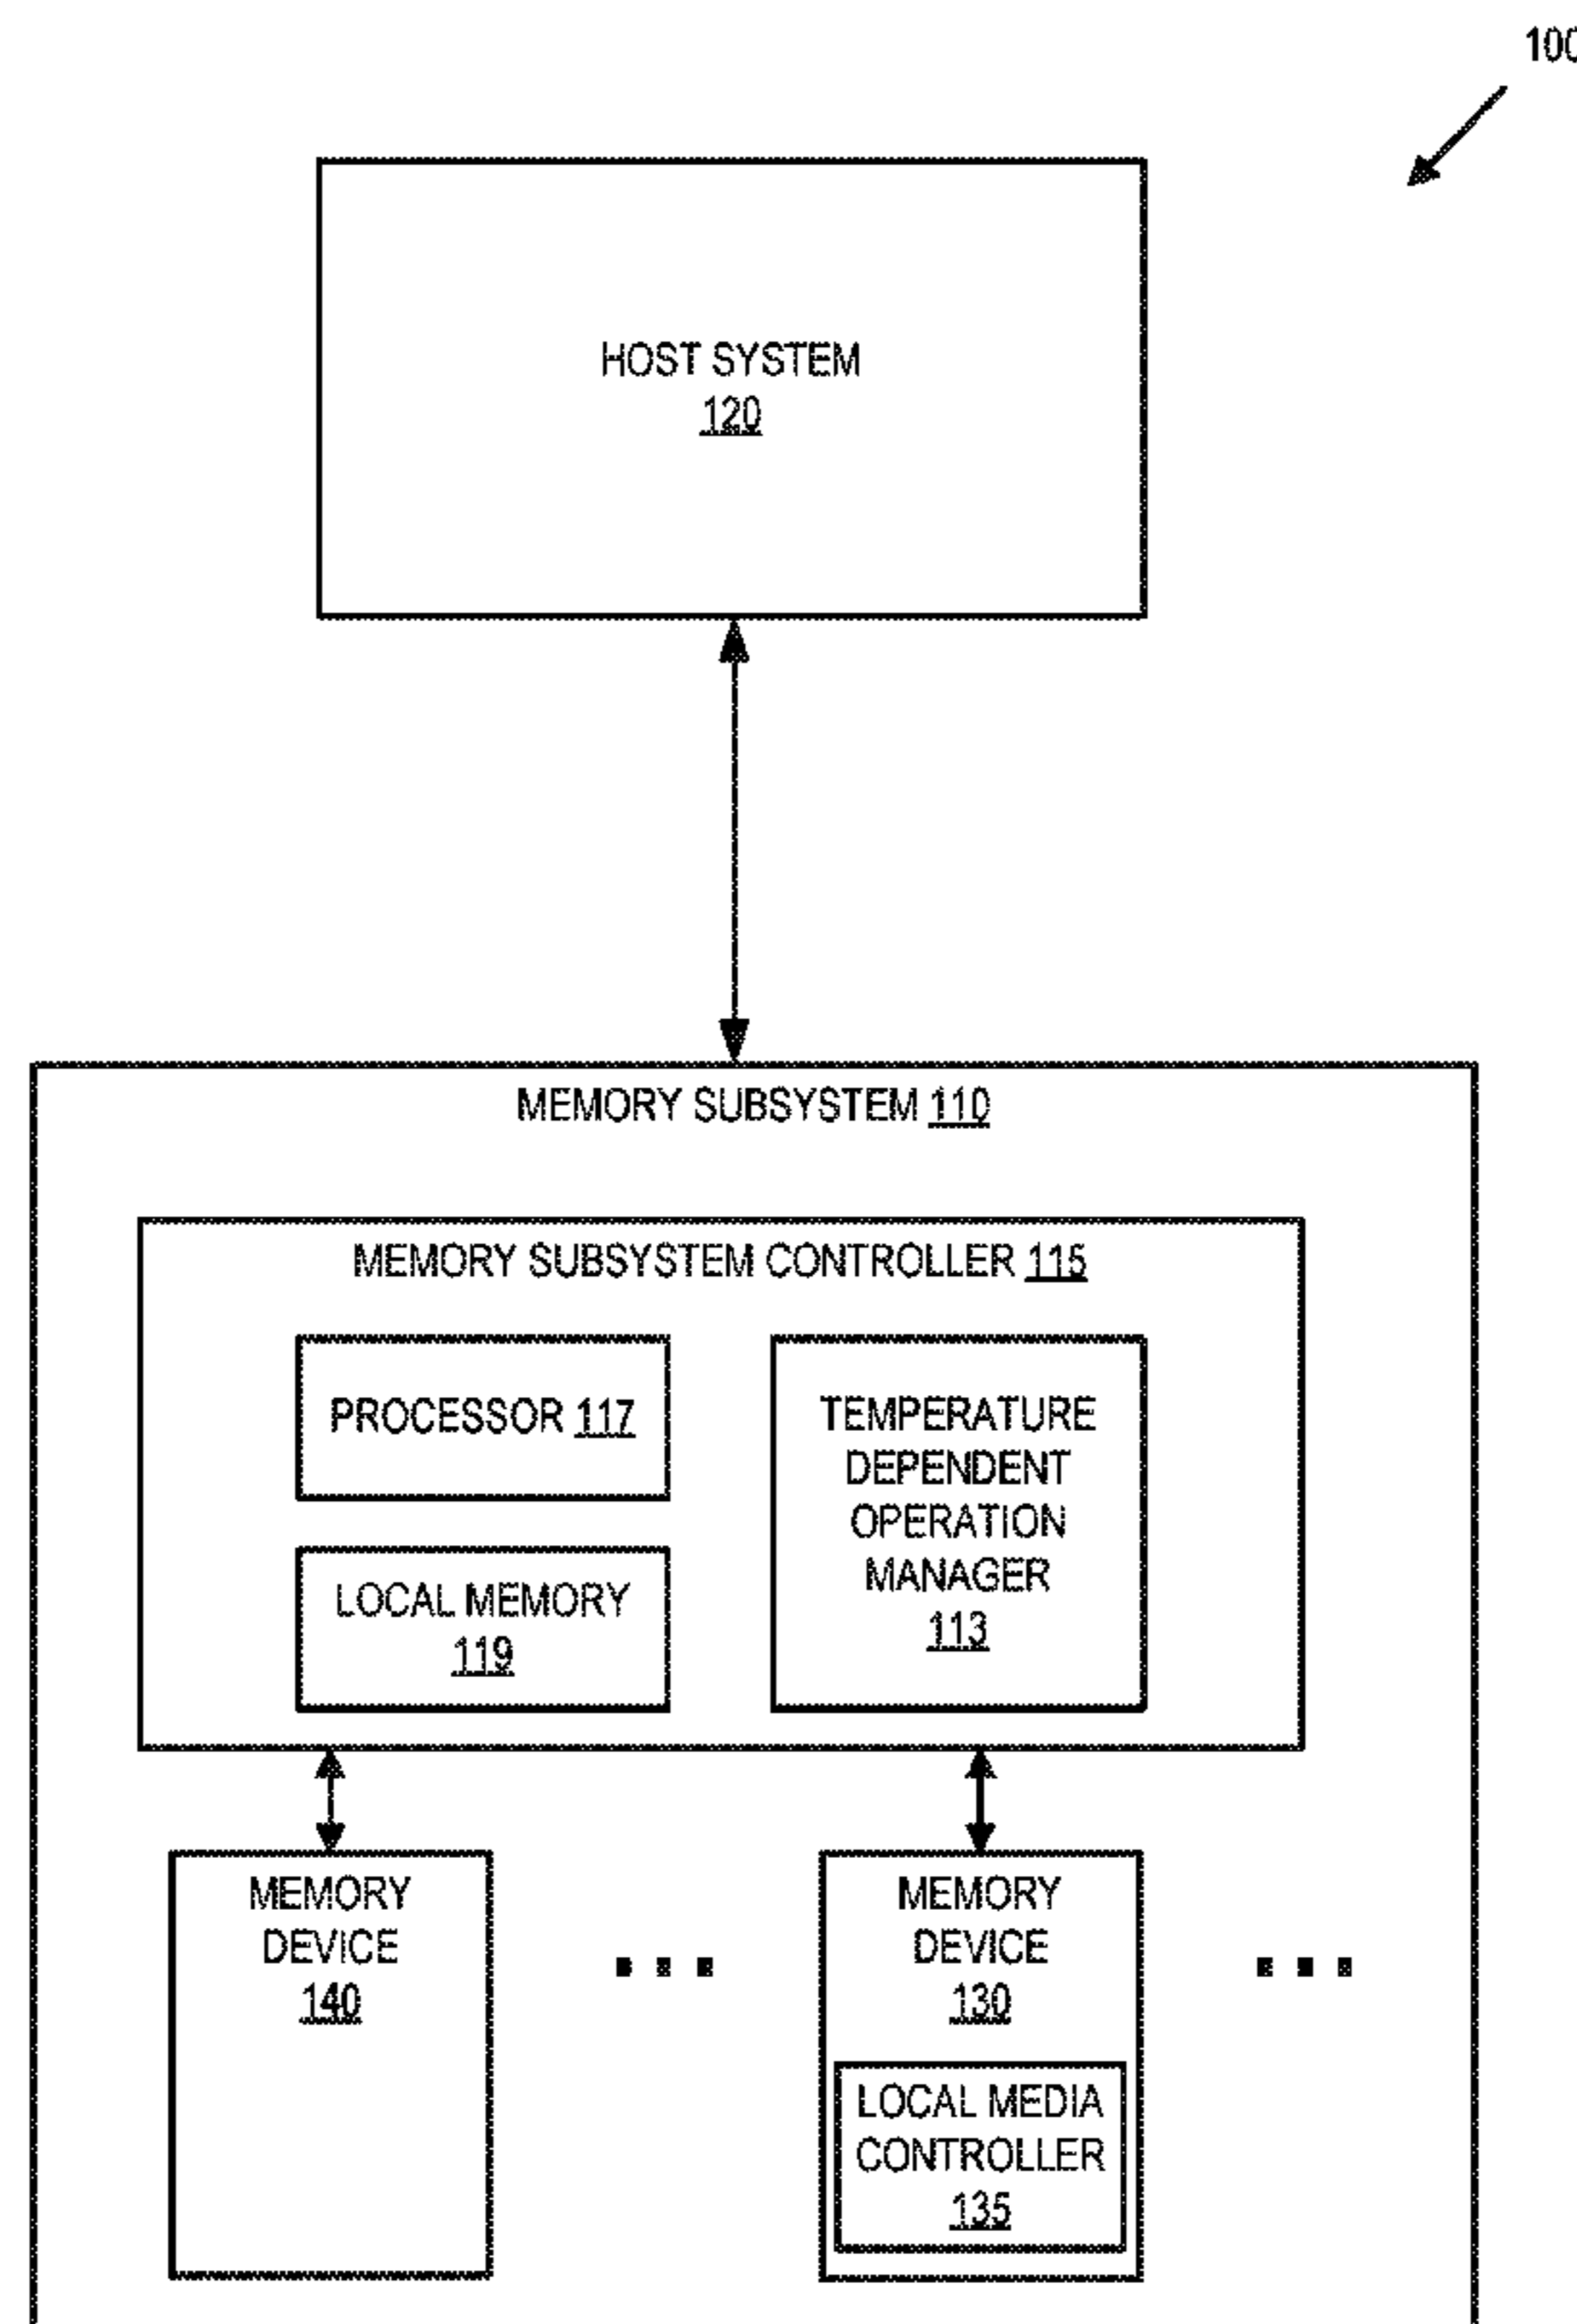 100
HOST SYSTEM
120
MEMORY SUBSYSTEM 110
MEMORY SUBSYSTEM CONTROLLER 115
PROCESSOR 117
LOCAL MEMORY
119
TEMPERATURE
DEPENDENT
OPERATION
MANAGER
113
MEMORY
DEVICE
140
...
MEMORY
DEVICE
130
LOCAL MEDIA
CONTROLLER
135
...